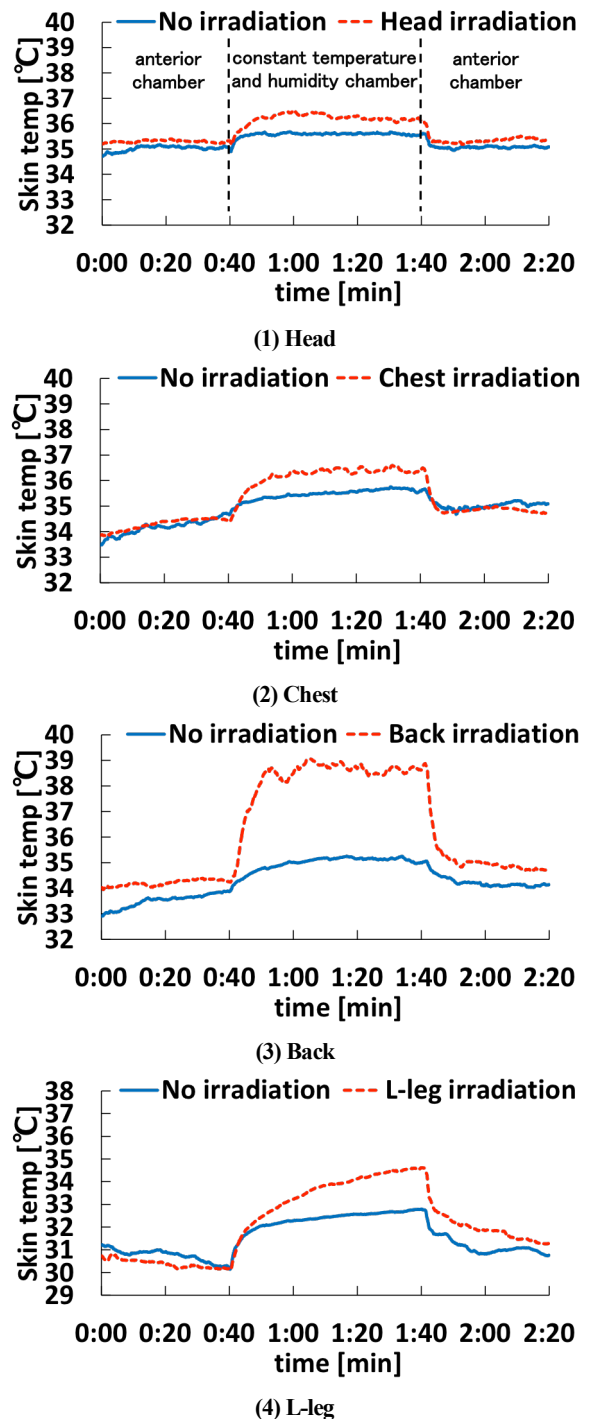 No irradiation Head irradiation
Skin temp [℃]
40
39
38
37
36
35
34
33
32
anterior chamber
constant temperature and humidity chamber
anterior chamber
0:00 0:20 0:40 1:00 1:20 1:40 2:00 2:20
time [min]
(1) Head
No irradiation Chest irradiation
Skin temp [℃]
40
39
38
37
36
35
34
33
32
0:00 0:20 0:40 1:00 1:20 1:40 2:00 2:20
time [min]
(2) Chest
No irradiation Back irradiation
Skin temp [℃]
40
39
38
37
36
35
34
33
32
0:00 0:20 0:40 1:00 1:20 1:40 2:00 2:20
time [min]
(3) Back
No irradiation L-leg irradiation
Skin temp [℃]
38
37
36
35
34
33
32
31
30
29
0:00 0:20 0:40 1:00 1:20 1:40 2:00 2:20
time [min]
(4) L-leg